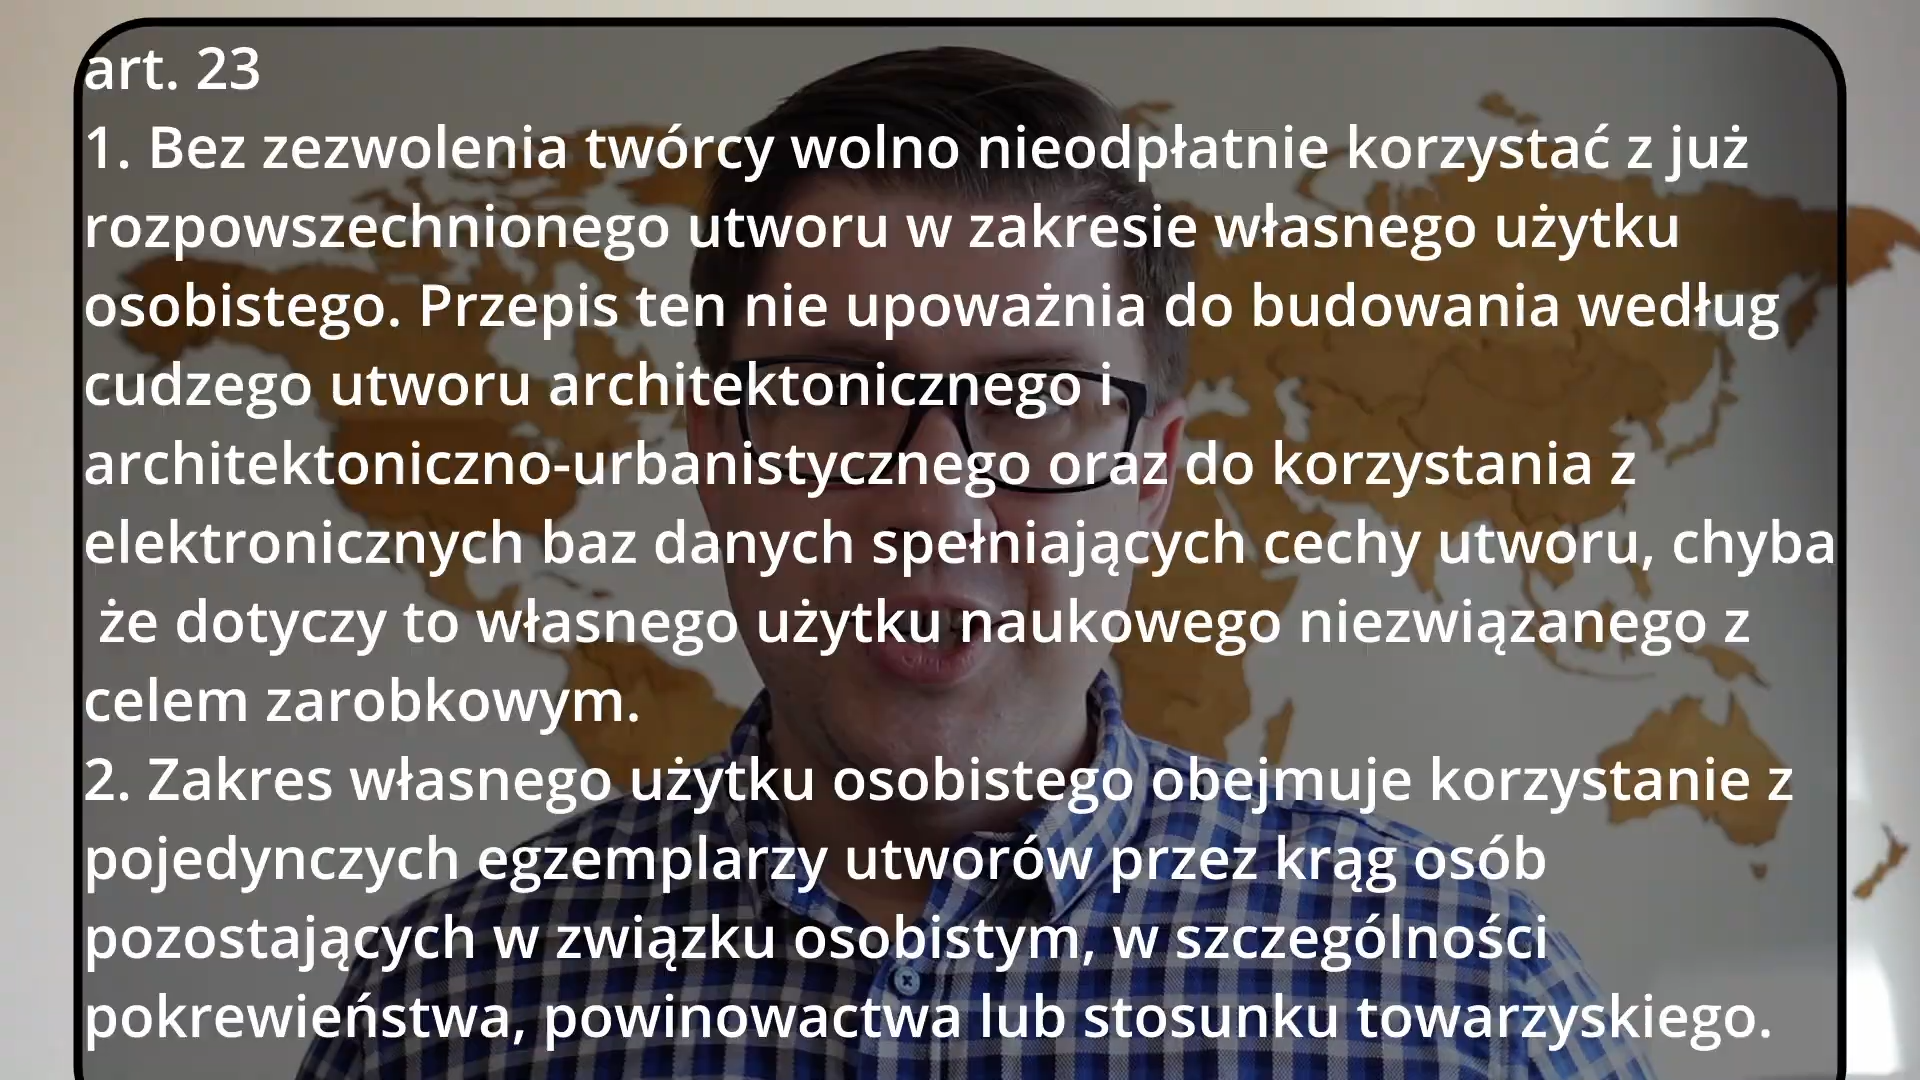 art. 23
1. Bez zezwolenia twórcy wolno nieodpłatnie korzystać z już
rozpowszechnionego utworu w zakresie własnego użytku
osobistego. Przepis ten nie upoważnia do budowania według
cudzego utworu architektonicznego i
architektoniczno-urbanistycznego oraz do korzystania z
elektronicznych baz danych spełniających cechy utworu, chyba
że dotyczy to własnego użytku naukowego niezwiązanego z
celem zarobkowym.
2. Zakres własnego użytku osobistego obejmuje korzystanie z
pojedynczych egzemplarzy utworów przez krąg osób
pozostających w związku osobistym, w szczególności
pokrewieństwa, powinowactwa lub stosunku towarzyskiego.